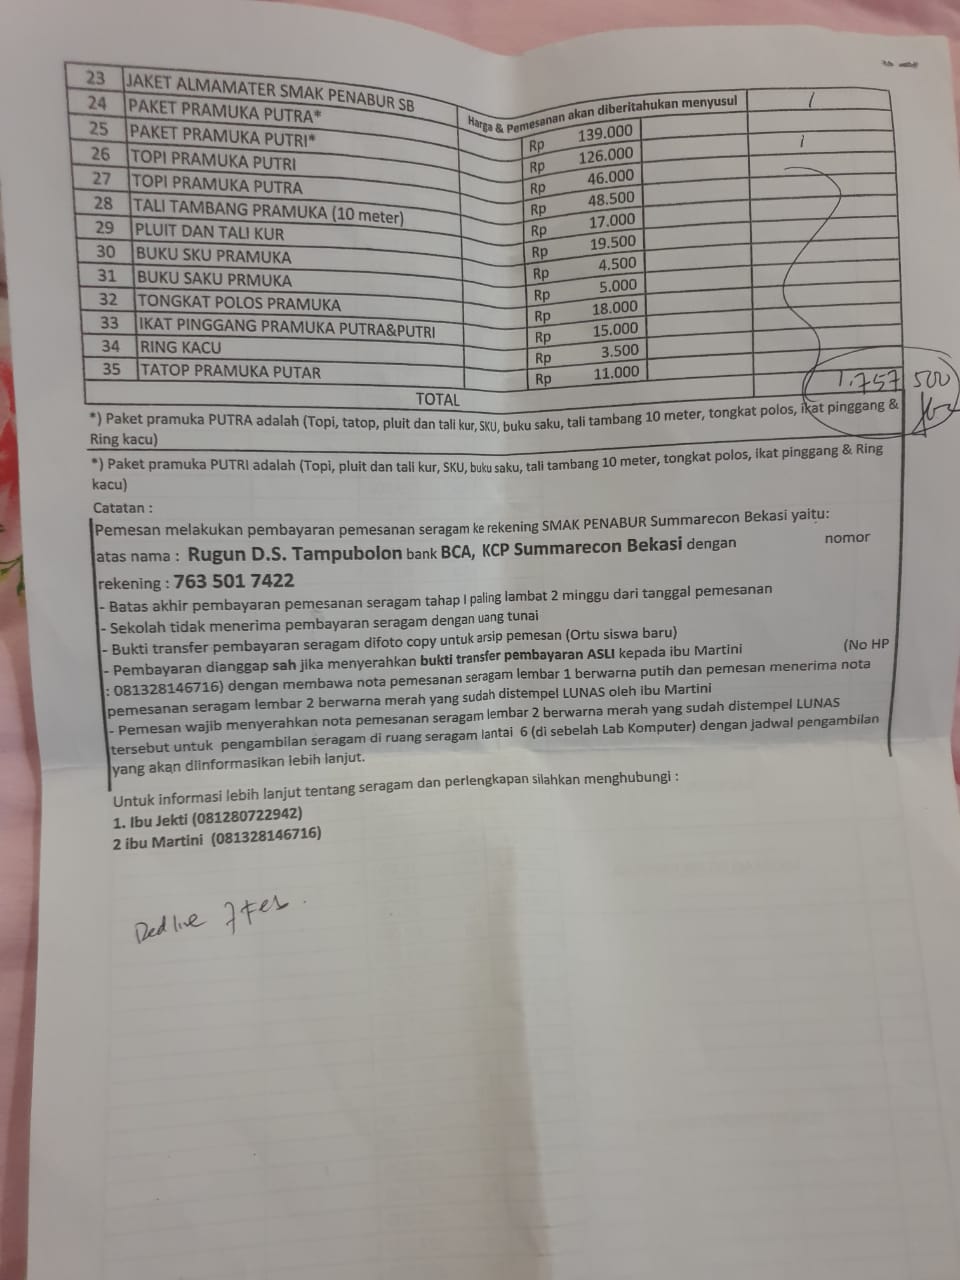 23 JAKET ALMAMATER SMAK PENABUR SB Harga & Pemesanan akan diberitahukan menyusul /
24 PAKET PRAMUKA PUTRA* Rp 139.000
25 PAKET PRAMUKA PUTRI* Rp 126.000 /
26 TOPI PRAMUKA PUTRI Rp 46.000
27 TOPI PRAMUKA PUTRA Rp 48.500
28 TALI TAMBANG PRAMUKA (10 meter) Rp 17.000
29 PLUIT DAN TALI KUR Rp 19.500
30 BUKU SKU PRAMUKA Rp 4.500
31 BUKU SAKU PRMUKA Rp 5.000
32 TONGKAT POLOS PRAMUKA Rp 18.000
33 IKAT PINGGANG PRAMUKA PUTRA&PUTRI Rp 15.000
34 RING KACU Rp 3.500
35 TATOP PRAMUKA PUTAR Rp 11.000
TOTAL 1.757 500
*) Paket pramuka PUTRA adalah (Topi, tatop, pluit dan tali kur, SKU, buku saku, tali tambang 10 meter, tongkat polos, ikat pinggang &
Ring kacu)
*) Paket pramuka PUTRI adalah (Topi, pluit dan tali kur, SKU, buku saku, tali tambang 10 meter, tongkat polos, ikat pinggang & Ring
kacu)
Catatan :
Pemesan melakukan pembayaran pemesanan seragam ke rekening SMAK PENABUR Summarecon Bekasi yaitu:
atas nama : Rugun D.S. Tampubolon bank BCA, KCP Summarecon Bekasi dengan nomor
rekening : 763 501 7422
- Batas akhir pembayaran pemesanan seragam tahap I paling lambat 2 minggu dari tanggal pemesanan
- Sekolah tidak menerima pembayaran seragam dengan uang tunai
- Bukti transfer pembayaran seragam difoto copy untuk arsip pemesan (Ortu siswa baru)
- Pembayaran dianggap sah jika menyerahkan bukti transfer pembayaran ASLI kepada ibu Martini (No HP
: 081328146716) dengan membawa nota pemesanan seragam lembar 1 berwarna putih dan pemesan menerima nota
pemesanan seragam lembar 2 berwarna merah yang sudah distempel LUNAS oleh ibu Martini
- Pemesan wajib menyerahkan nota pemesanan seragam lembar 2 berwarna merah yang sudah distempel LUNAS
tersebut untuk pengambilan seragam di ruang seragam lantai 6 (di sebelah Lab Komputer) dengan jadwal pengambilan
yang akan diinformasikan lebih lanjut.
Untuk informasi lebih lanjut tentang seragam dan perlengkapan silahkan menghubungi :
1. Ibu Jekti (081280722942)
2 ibu Martini (081328146716)
Dedline 7 Feb.